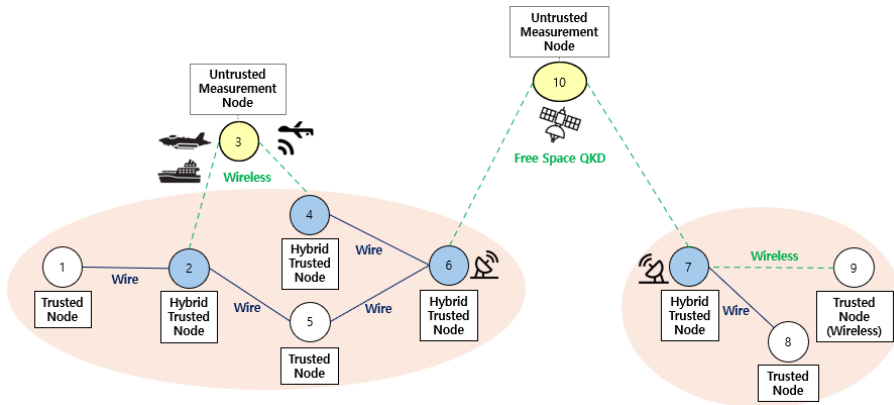 Untrusted
Measurement
Node
10
Untrusted
Measurement
Node
3
Wireless
Free Space QKD
4
Hybrid
Trusted
Node
1
Trusted
Node
Wire
2
Hybrid
Trusted
Node
Wire
Wire
5
Trusted
Node
Wire
6
Hybrid
Trusted
Node
7
Hybrid
Trusted
Node
Wireless
9
Trusted
Node
(Wireless)
Wire
8
Trusted
Node